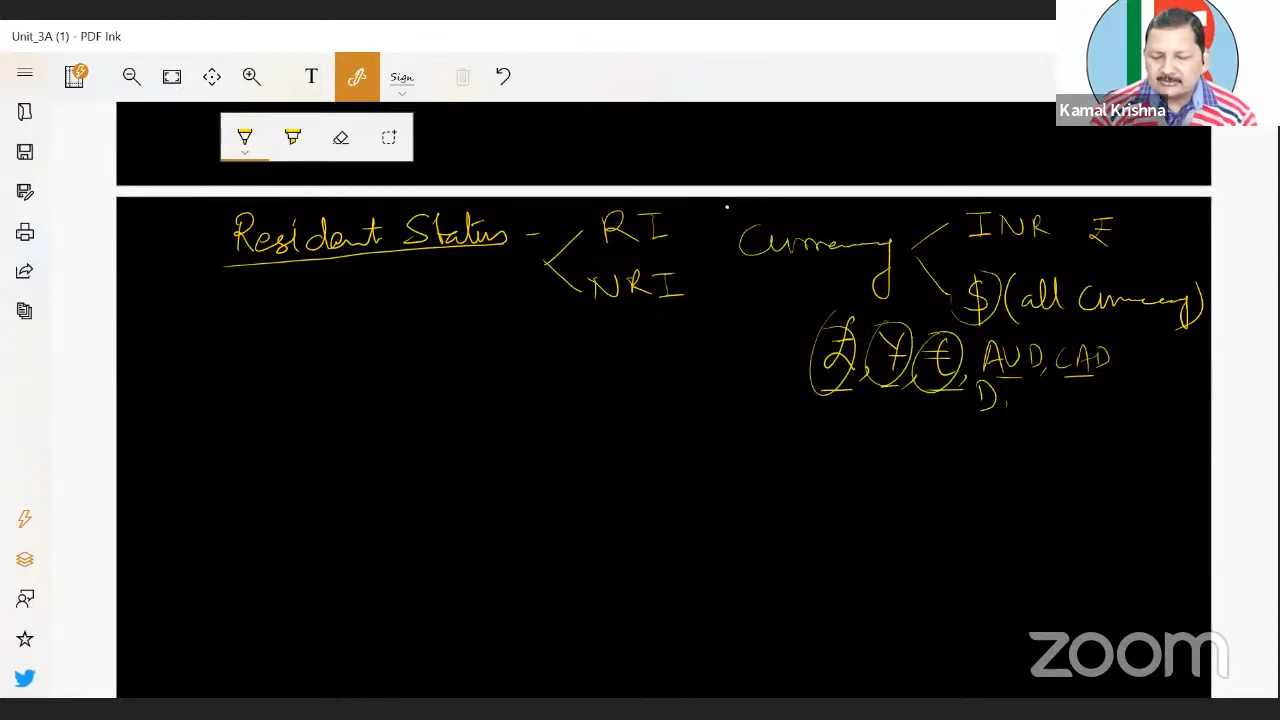 Unit_3A (1) - PDF Ink
T
Sign
Kamal Krishna
Resident Status - RI
NRI
Currency
INR ₹
$ (all Currency)
£, ¥, €, AUD, CAD
D.
zoom